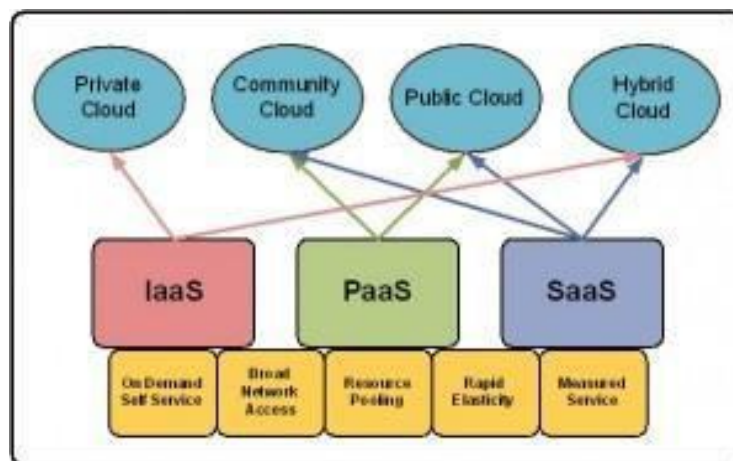 Private
Cloud
Community
Cloud
Public Cloud
Hybrid
Cloud
IaaS
PaaS
SaaS
On Demand
Self Service
Broad
Network
Access
Resource
Pooling
Rapid
Elasticity
Measured
Service